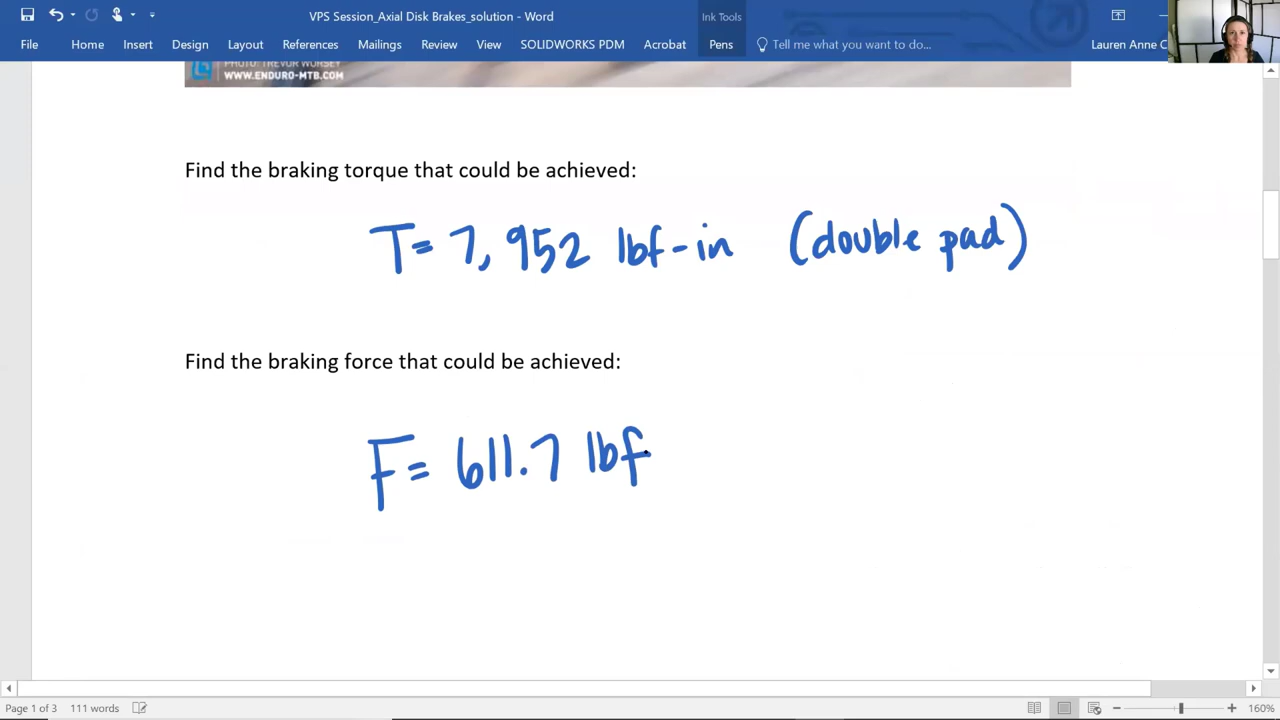 VPS Session_Axial Disk Brakes_solution - Word
Ink Tools
File Home Insert Design Layout References Mailings Review View SOLIDWORKS PDM Acrobat Pens Tell me what you want to do... Lauren Anne C
PHOTO: TREVOR WORSEY
WWW.ENDURO-MTB.COM
Find the braking torque that could be achieved:
T= 7,952 lbf-in (double pad)
Find the braking force that could be achieved:
F= 611.7 lbf
Page 1 of 3 111 words 160%